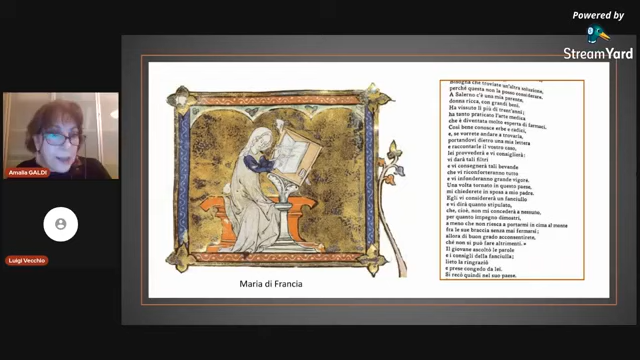 Powered by
StreamYard
Amalia GALDI
Luigi Vecchio
Maria di Francia
Bisogna che troviate un'altra soluzione,
perché questa non la posso considerare.
A Salerno c'è una mia parente,
donna ricca, con grandi beni.
Ha vissuto lì più di trent'anni;
ha tanto praticato l'arte medica
che è diventata molto esperta di farmaci.
Così bene conosce erbe e radici,
e, se vorrete andare a trovarla,
portandovi dietro una mia lettera
e raccontarle il vostro caso,
lei provvederà e vi consiglierà:
vi darà tali filtri
e vi consegnerà tali bevande
che vi riconforteranno tutto
e vi infonderanno grande vigore.
Una volta tornato in questo paese,
mi chiederete in sposa a mio padre.
Egli vi considererà un fanciullo
e vi dirà quanto stipulato,
che, cioè, non mi concederà a nessuno,
per quanto impegno dimostri,
a meno che non riesca a portarmi in cima al monte
fra le sue braccia senza mai fermarsi;
allora di buon grado acconsentirete,
ché non si può fare altrimenti.»
Il giovane ascoltò le parole
e i consigli della fanciulla;
lieto la ringraziò
e prese congedo da lei.
Si recò quindi nel suo paese.